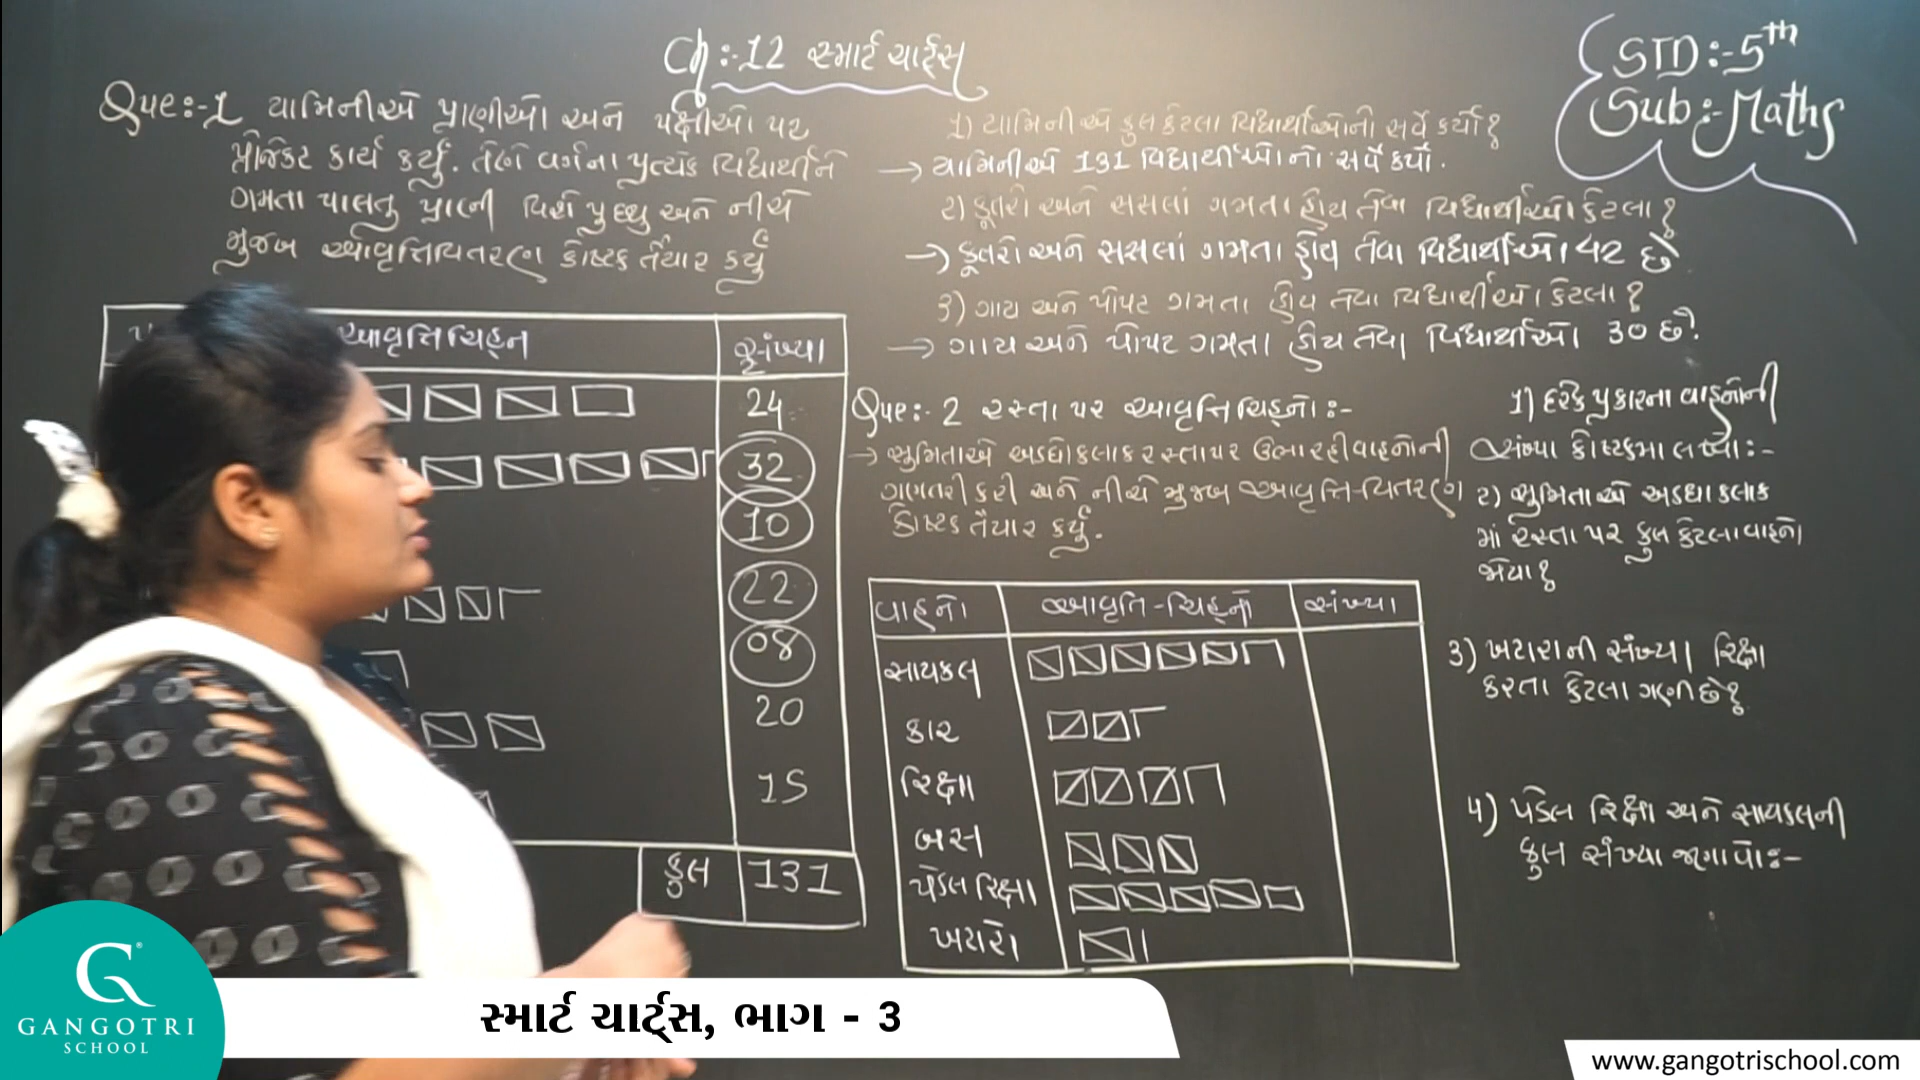 Ch:-12 સ્માર્ટ ચાર્ટ્સ
STD:-5th
Sub:-Maths
Que:-1 યામિનીએ પ્રાણીઓ અને પક્ષીઓ પર
પ્રોજેક્ટ કાર્ય કર્યું. તેણે વર્ગના પ્રત્યેક વિદ્યાર્થીને
ગમતા પાલતુ પ્રાણી વિશે પુછ્યુ અને નીચે
મુજબ આવૃત્તિવિતરણ કોષ્ટક તૈયાર કર્યું
આવૃત્તિચિહ્ન સંખ્યા
24
32
10
22
08
20
15
કુલ 131
1) યામિનીએ કુલ કેટલા વિદ્યાર્થીઓનો સર્વે કર્યો?
→ યામિનીએ 131 વિદ્યાર્થીઓનો સર્વે કર્યો.
2) કૂતરો અને સસલાં ગમતા હોય તેવા વિદ્યાર્થીઓ કેટલા?
→ કૂતરો અને સસલાં ગમતા હોય તેવા વિદ્યાર્થીઓ 42 છે
3) ગાય અને પોપટ ગમતા હોય તેવા વિદ્યાર્થીઓ કેટલા?
→ ગાય અને પોપટ ગમતા હોય તેવા વિદ્યાર્થીઓ 30 છે.
Que:-2 રસ્તા પર આવૃત્તિ ચિહ્નો:-
→ સુમિતાએ અડધો કલાક રસ્તા પર ઉભા રહી વાહનોની
ગણતરી કરી અને નીચે મુજબ આવૃત્તિ-વિતરણ
કોષ્ટક તૈયાર કર્યું.
વાહનો આવૃતિ-ચિહ્નો સંખ્યા
સાયકલ
કાર
રિક્ષા
બસ
પેડલ રિક્ષા
ખટારો
1) દરેક પ્રકારના વાહનોની
સંખ્યા કોષ્ટકમા લખો:-
2) સુમિતાએ અડધા કલાક
માં રસ્તા પર કુલ કેટલા વાહનો
જોયા?
3) ખટારાની સંખ્યા રિક્ષા
કરતા કેટલા ગણી છે?
4) પેડલ રિક્ષા અને સાયકલની
કુલ સંખ્યા જણાવો:-
GANGOTRI
SCHOOL
સ્માર્ટ ચાર્ટ્સ, ભાગ - 3
www.gangotrischool.com